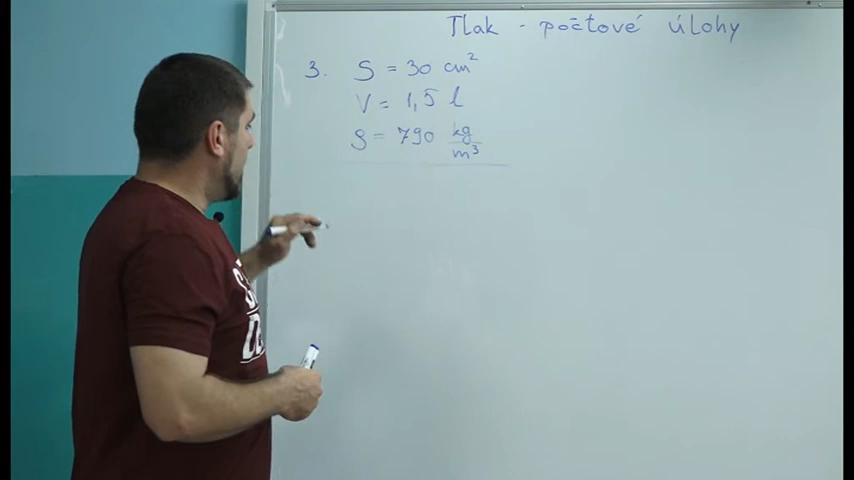 Tlak - počtové úlohy
3. S = 30 cm²
V = 1,5 l
ρ = 790 kg/m³